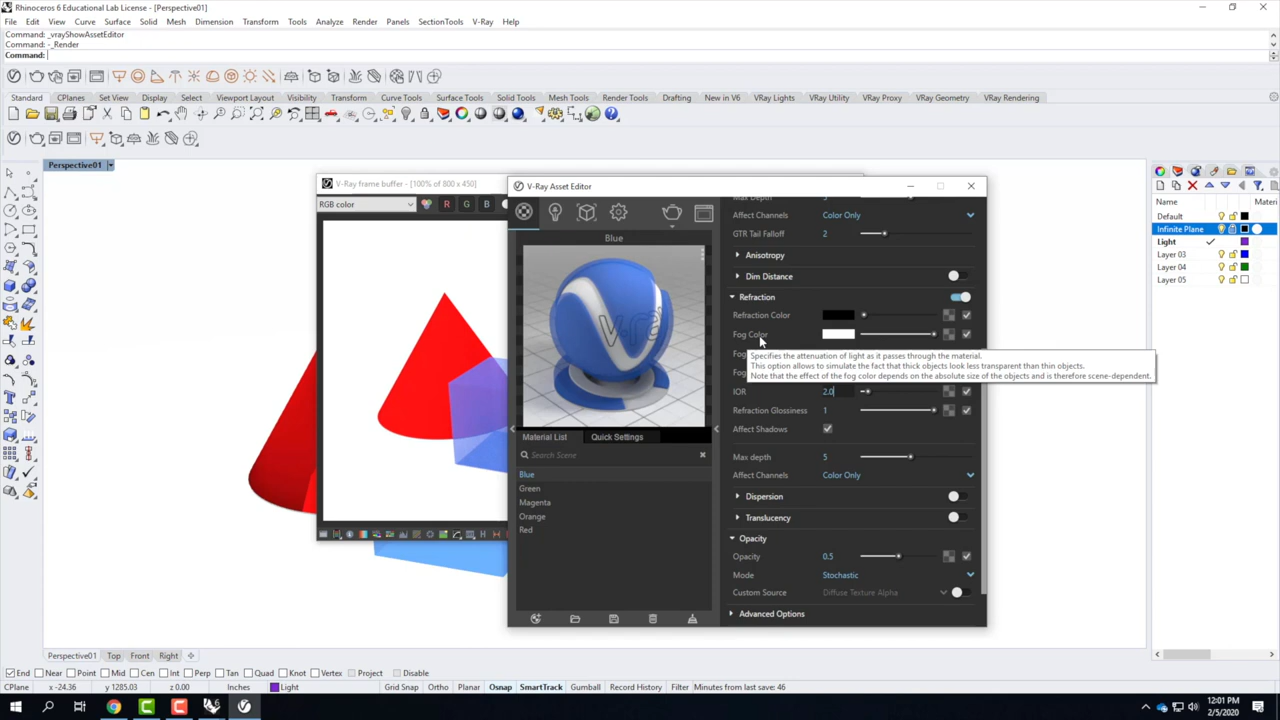 Rhinoceros 6 Educational Lab License - [Perspective01]
File Edit View Curve Surface Solid Mesh Dimension Transform Tools Analyze Render Panels SectionTools V-Ray Help
Command: _vrayShowAssetEditor
Command: -_Render
Command:
Standard CPlanes Set View Display Select Viewport Layout Visibility Transform Curve Tools Surface Tools Solid Tools Mesh Tools Render Tools Drafting New in V6 VRay Lights VRay Utility VRay Proxy VRay Geometry VRay Rendering
Perspective01
V-Ray frame buffer - [100% of 800 x 450]
RGB color R G B
V-Ray Asset Editor
Blue
Material List Quick Settings
Search Scene
Blue
Green
Magenta
Orange
Red
Max Depth 5
Affect Channels Color Only
GTR Tail Falloff 2
Anisotropy
Dim Distance
Refraction
Refraction Color
Fog Color
Specifies the attenuation of light as it passes through the material.
This option allows to simulate the fact that thick objects look less transparent than thin objects.
Note that the effect of the fog color depends on the absolute size of the objects and is therefore scene-dependent.
Fog
Fog
IOR 2.0
Refraction Glossiness 1
Affect Shadows
Max depth 5
Affect Channels Color Only
Dispersion
Translucency
Opacity
Opacity 0.5
Mode Stochastic
Custom Source Diffuse Texture Alpha
Advanced Options
Name Materi
Default
Infinite Plane
Light
Layer 03
Layer 04
Layer 05
Perspective01 Top Front Right
End Near Point Mid Cen Int Perp Tan Quad Knot Vertex Project Disable
CPlane x -24.36 y 1285.03 z 0.00 Inches Light Grid Snap Ortho Planar Osnap SmartTrack Gumball Record History Filter Minutes from last save: 46
12:01 PM
2/5/2020